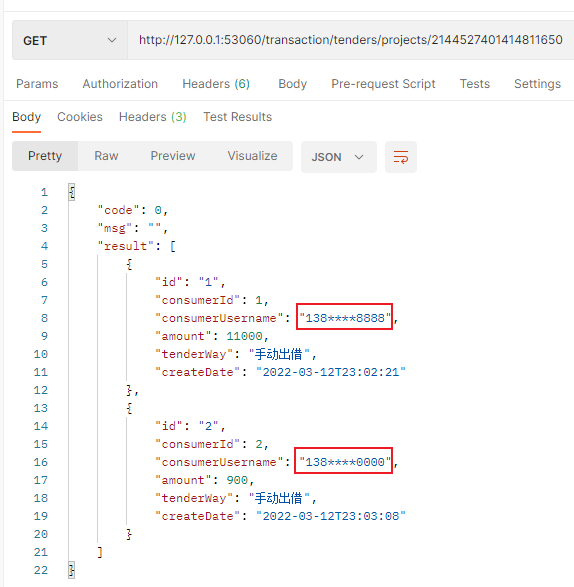 GET http://127.0.0.1:53060/transaction/tenders/projects/2144527401414811650
Params Authorization Headers (6) Body Pre-request Script Tests Settings
Body Cookies Headers (3) Test Results
Pretty Raw Preview Visualize JSON
1 {
2 "code": 0,
3 "msg": "",
4 "result": [
5 {
6 "id": "1",
7 "consumerId": 1,
8 "consumerUsername": "138****8888",
9 "amount": 11000,
10 "tenderWay": "手动出借",
11 "createDate": "2022-03-12T23:02:21"
12 },
13 {
14 "id": "2",
15 "consumerId": 2,
16 "consumerUsername": "138****0000",
17 "amount": 900,
18 "tenderWay": "手动出借",
19 "createDate": "2022-03-12T23:03:08"
20 }
21 ]
22 }